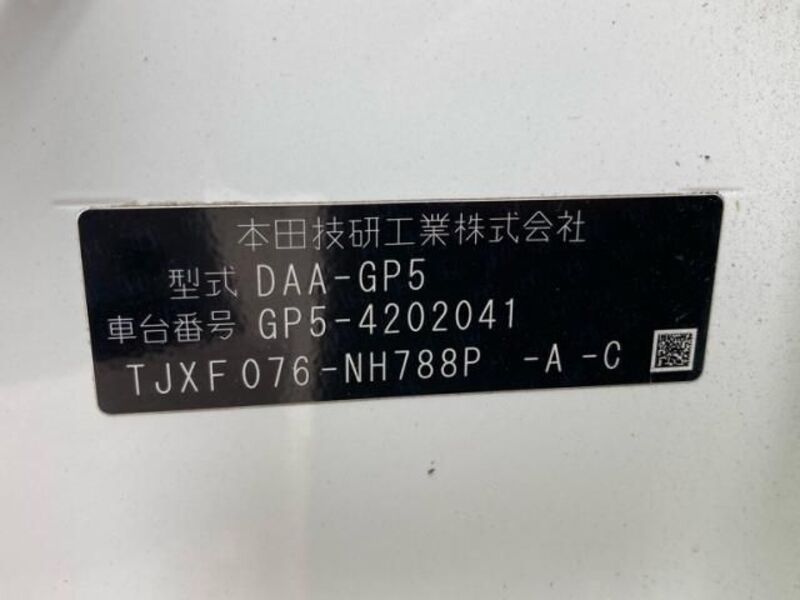 本田技研工業株式会社
型式 DAA-GP5
車台番号 GP5-4202041
TJXF076-NH788P -A -C